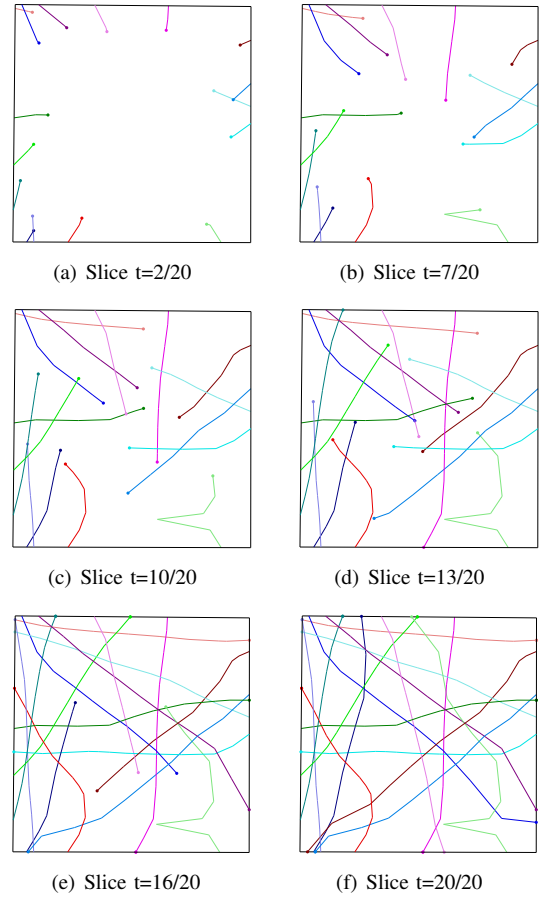 (a) Slice t=2/20
(b) Slice t=7/20
(c) Slice t=10/20
(d) Slice t=13/20
(e) Slice t=16/20
(f) Slice t=20/20